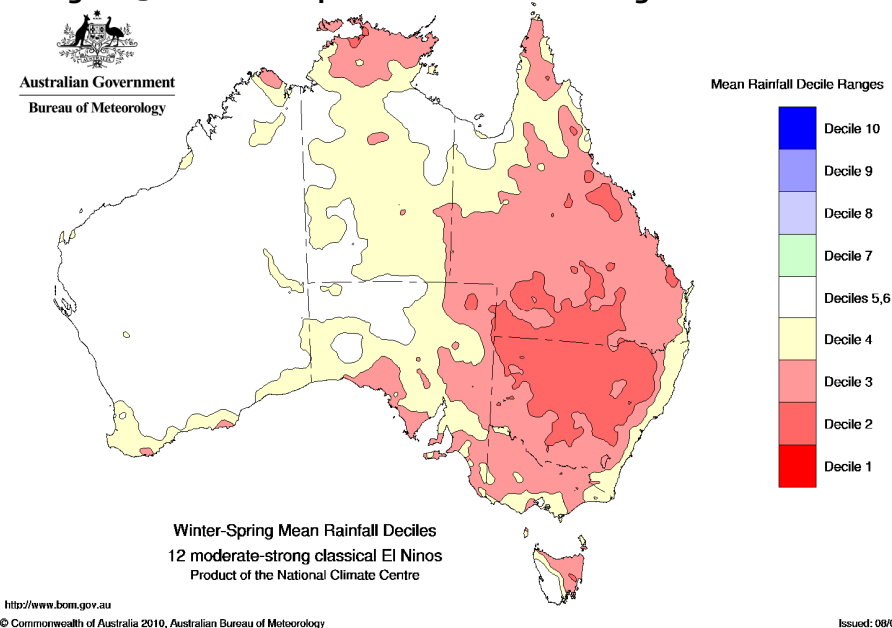 Australian Government
Bureau of Meteorology
Mean Rainfall Decile Ranges
Decile 10
Decile 9
Decile 8
Decile 7
Deciles 5,6
Decile 4
Decile 3
Decile 2
Decile 1
Winter-Spring Mean Rainfall Deciles
12 moderate-strong classical El Ninos
Product of the National Climate Centre
http://www.bom.gov.au
© Commonwealth of Australia 2010, Australian Bureau of Meteorology
Issued: 08/